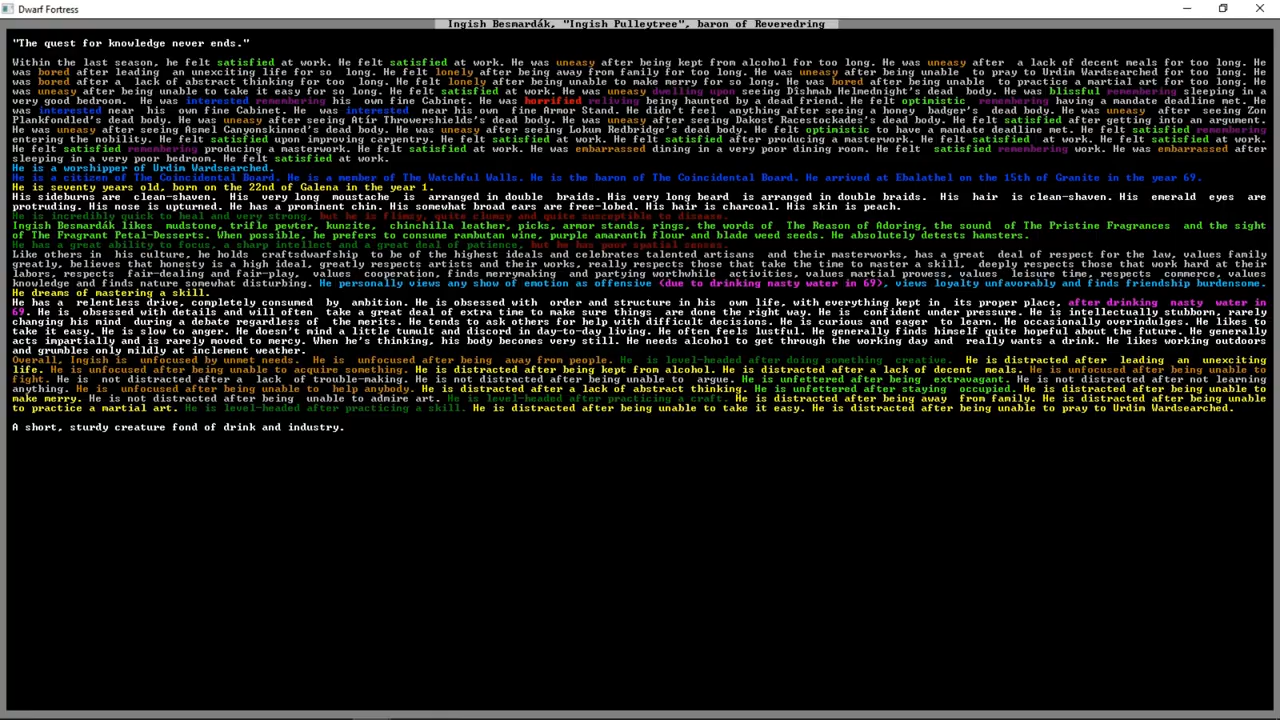 Dwarf Fortress
Ingish Besmardák, "Ingish Pulleytree", baron of Reveredring
"The quest for knowledge never ends."
Within the last season, he felt satisfied at work. He felt satisfied at work. He was uneasy after being kept from alcohol for too long. He was uneasy after a lack of decent meals for too long. He
was bored after leading an unexciting life for so long. He felt lonely after being away from family for too long. He was uneasy after being unable to pray to Urdim Wardsearched for too long. He
was bored after a lack of abstract thinking for too long. He felt lonely after being unable to make merry for so long. He was bored after being unable to practice a martial art for too long. He
was uneasy after being unable to take it easy for so long. He felt satisfied at work. He was uneasy dwelling upon seeing Dîshmab Helmednight's dead body. He was blissful remembering sleeping in a
very good bedroom. He was interested remembering his own fine Cabinet. He was horrified reliving being haunted by a dead friend. He felt optimistic remembering having a mandate deadline met. He
was interested near his own fine Cabinet. He was interested near his own fine Armor Stand. He didn't feel anything after seeing a honey badger's dead body. He was uneasy after seeing Zon
Plankfondled's dead body. He was uneasy after seeing Atir Throwershields's dead body. He was uneasy after seeing Dakost Racestockades's dead body. He felt satisfied after getting into an argument.
He was uneasy after seeing Asmel Canyonskinned's dead body. He was uneasy after seeing Lokum Redbridge's dead body. He felt optimistic to have a mandate deadline met. He felt satisfied remembering
entering the nobility. He felt satisfied upon improving carpentry. He felt satisfied at work. He felt satisfied after producing a masterwork. He felt satisfied at work. He felt satisfied at work.
He felt satisfied remembering producing a masterwork. He felt satisfied at work. He was embarrassed dining in a very poor dining room. He felt satisfied remembering work. He was embarrassed after
sleeping in a very poor bedroom. He felt satisfied at work.
He is a worshipper of Urdim Wardsearched.
He is a citizen of The Coincidental Board. He is a member of The Watchful Walls. He is the baron of The Coincidental Board. He arrived at Ebalathel on the 15th of Granite in the year 69.
He is seventy years old, born on the 22nd of Galena in the year 1.
His sideburns are clean-shaven. His very long moustache is arranged in double braids. His very long beard is arranged in double braids. His hair is clean-shaven. His emerald eyes are
protruding. His nose is upturned. He has a prominent chin. His somewhat broad ears are free-lobed. His hair is charcoal. His skin is peach.
He is incredibly quick to heal and very strong, but he is flimsy, quite clumsy and quite susceptible to disease.
Ingish Besmardák likes mudstone, trifle pewter, kunzite, chinchilla leather, picks, armor stands, rings, the words of The Reason of Adoring, the sound of The Pristine Fragrances and the sight
of The Fragrant Petal-Desserts. When possible, he prefers to consume rambutan wine, purple amaranth flour and blade weed seeds. He absolutely detests hamsters.
He has a great ability to focus, a sharp intellect and a great deal of patience, but he has poor spatial senses.
Like others in his culture, he holds craftsdwarfship to be of the highest ideals and celebrates talented artisans and their masterworks, has a great deal of respect for the law, values family
greatly, believes that honesty is a high ideal, greatly respects artists and their works, really respects those that take the time to master a skill, deeply respects those that work hard at their
labors, respects fair-dealing and fair-play, values cooperation, finds merrymaking and partying worthwhile activities, values martial prowess, values leisure time, respects commerce, values
knowledge and finds nature somewhat disturbing. He personally views any show of emotion as offensive (due to drinking nasty water in 69), views loyalty unfavorably and finds friendship burdensome.
He dreams of mastering a skill.
He has a relentless drive, completely consumed by ambition. He is obsessed with order and structure in his own life, with everything kept in its proper place, after drinking nasty water in
69. He is obsessed with details and will often take a great deal of extra time to make sure things are done the right way. He is confident under pressure. He is intellectually stubborn, rarely
changing his mind during a debate regardless of the merits. He tends to ask others for help with difficult decisions. He is curious and eager to learn. He occasionally overindulges. He likes to
take it easy. He is slow to anger. He doesn't mind a little tumult and discord in day-to-day living. He often feels lustful. He generally finds himself quite hopeful about the future. He generally
acts impartially and is rarely moved to mercy. When he's thinking, his body becomes very still. He needs alcohol to get through the working day and really wants a drink. He likes working outdoors
and grumbles only mildly at inclement weather.
Overall, Ingish is unfocused by unmet needs. He is unfocused after being away from people. He is level-headed after doing something creative. He is distracted after leading an unexciting
life. He is unfocused after being unable to acquire something. He is distracted after being kept from alcohol. He is distracted after a lack of decent meals. He is unfocused after being unable to
fight. He is not distracted after a lack of trouble-making. He is not distracted after being unable to argue. He is unfettered after being extravagant. He is not distracted after not learning
anything. He is unfocused after being unable to help anybody. He is distracted after a lack of abstract thinking. He is unfettered after staying occupied. He is distracted after being unable to
make merry. He is not distracted after being unable to admire art. He is level-headed after practicing a craft. He is distracted after being away from family. He is distracted after being unable
to practice a martial art. He is level-headed after practicing a skill. He is distracted after being unable to take it easy. He is distracted after being unable to pray to Urdim Wardsearched.
A short, sturdy creature fond of drink and industry.